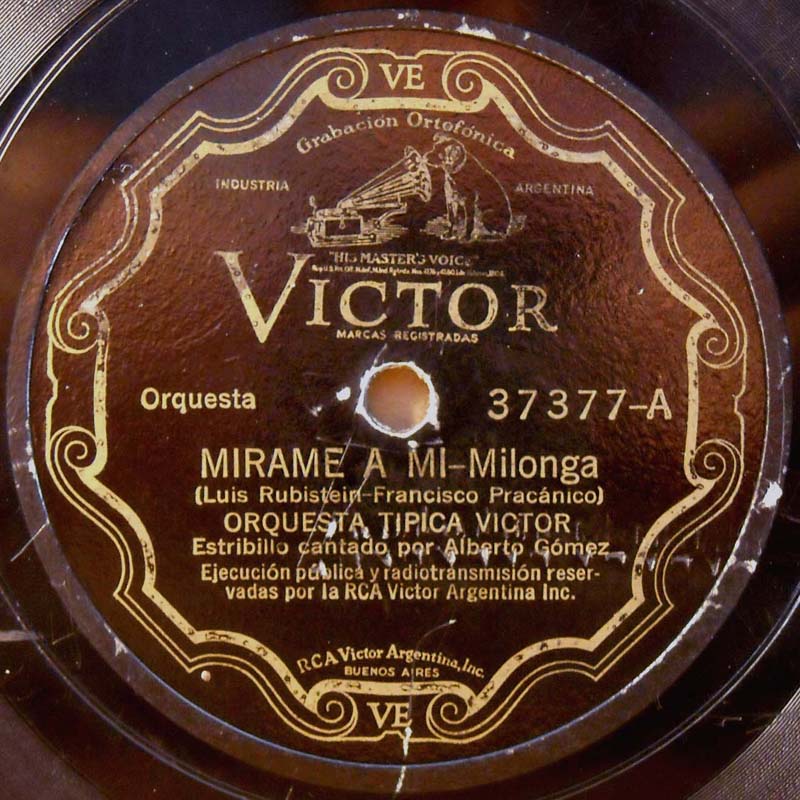 VE
Grabación Ortofónica
INDUSTRIA ARGENTINA
"HIS MASTER'S VOICE"
VICTOR
MARCAS REGISTRADAS
Orquesta 37377-A
MIRAME A MI-Milonga
(Luis Rubistein-Francisco Pracánico)
ORQUESTA TIPICA VICTOR
Estribillo cantado por Alberto Gómez
Ejecución pública y radiotransmisión reser-
vadas por la RCA Victor Argentina Inc.
RCA Victor Argentina, Inc.
BUENOS AIRES
VE